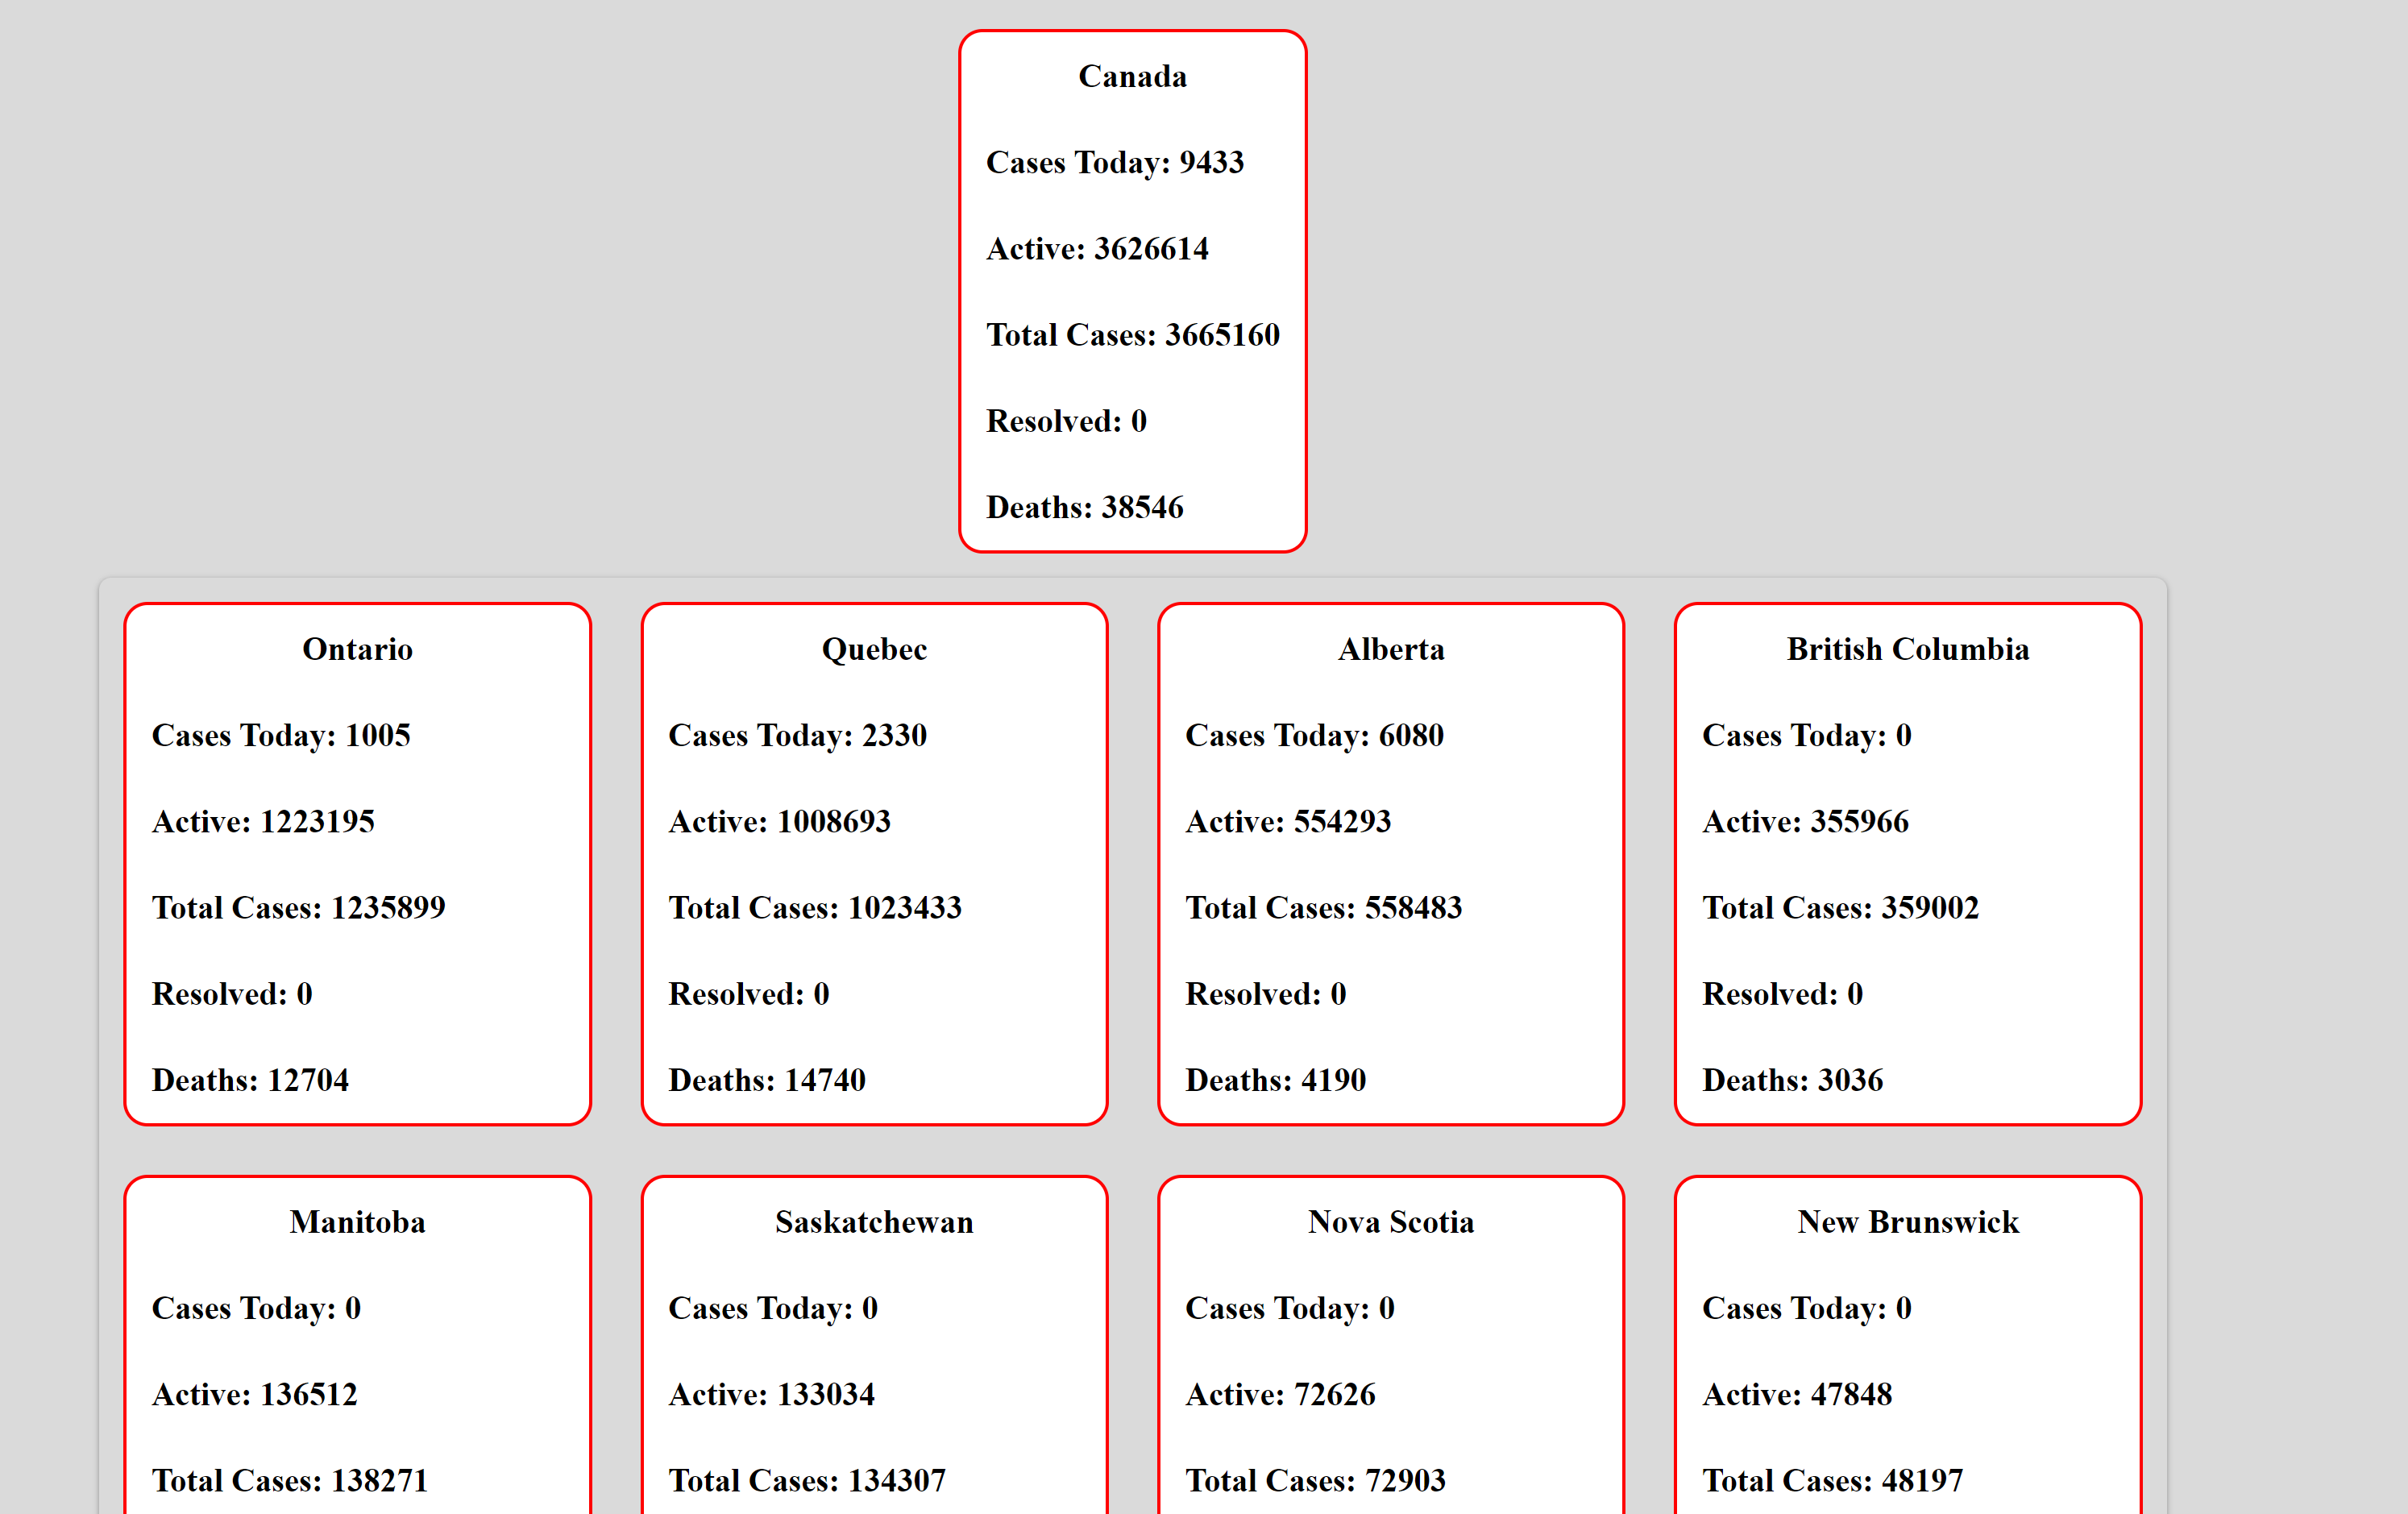 Canada
Cases Today: 9433
Active: 3626614
Total Cases: 3665160
Resolved: 0
Deaths: 38546
Ontario
Cases Today: 1005
Active: 1223195
Total Cases: 1235899
Resolved: 0
Deaths: 12704
Quebec
Cases Today: 2330
Active: 1008693
Total Cases: 1023433
Resolved: 0
Deaths: 14740
Alberta
Cases Today: 6080
Active: 554293
Total Cases: 558483
Resolved: 0
Deaths: 4190
British Columbia
Cases Today: 0
Active: 355966
Total Cases: 359002
Resolved: 0
Deaths: 3036
Manitoba
Cases Today: 0
Active: 136512
Total Cases: 138271
Saskatchewan
Cases Today: 0
Active: 133034
Total Cases: 134307
Nova Scotia
Cases Today: 0
Active: 72626
Total Cases: 72903
New Brunswick
Cases Today: 0
Active: 47848
Total Cases: 48197